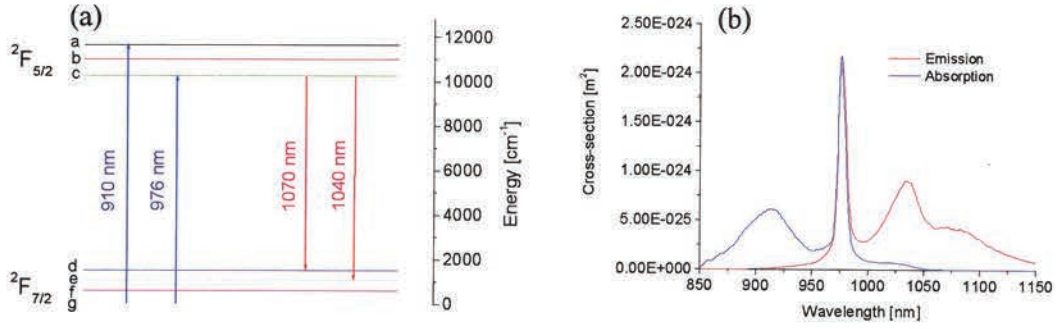 (a)
²F₅/₂
a
b
c
910 nm
976 nm
1070 nm
1040 nm
²F₇/₂
d
e
f
g
12000
10000
8000
6000
4000
2000
0
Energy [cm⁻¹]
(b)
Emission
Absorption
2.50E-024
2.00E-024
1.50E-024
1.00E-024
5.00E-025
0.00E+000
Cross-section [m²]
850 900 950 1000 1050 1100 1150
Wavelength [nm]